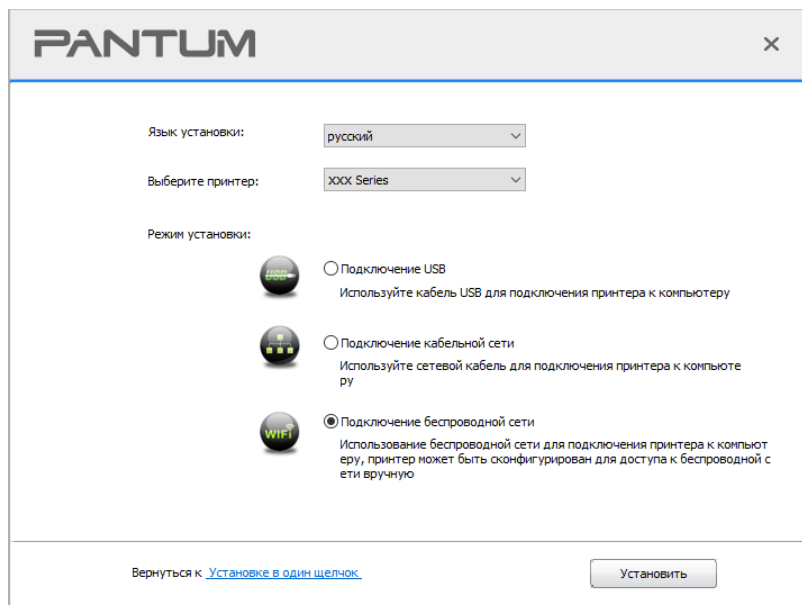 PANTUM
Язык установки:
русский
Выберите принтер:
XXX Series
Режим установки:
USB
Подключение USB
Используйте кабель USB для подключения принтера к компьютеру
Подключение кабельной сети
Используйте сетевой кабель для подключения принтера к компьюте
ру
WIFI
Подключение беспроводной сети
Использование беспроводной сети для подключения принтера к компьют
еру, принтер может быть сконфигурирован для доступа к беспроводной с
ети вручную
Вернуться к Установке в один щелчок
Установить